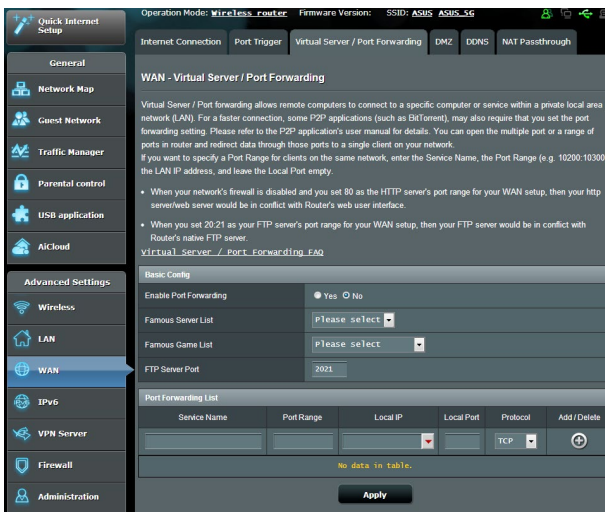 Quick Internet
Setup
General
Network Map
Guest Network
Traffic Manager
Parental control
USB application
AiCloud
Advanced Settings
Wireless
LAN
WAN
IPv6
VPN Server
Firewall
Administration
Operation Mode: Wireless router Firmware Version: SSID: ASUS ASUS_5G
Internet Connection Port Trigger Virtual Server / Port Forwarding DMZ DDNS NAT Passthrough
WAN - Virtual Server / Port Forwarding
Virtual Server / Port forwarding allows remote computers to connect to a specific computer or service within a private local area
network (LAN). For a faster connection, some P2P applications (such as BitTorrent), may also require that you set the port
forwarding setting. Please refer to the P2P application's user manual for details. You can open the multiple port or a range of
ports in router and redirect data through those ports to a single client on your network.
If you want to specify a Port Range for clients on the same network, enter the Service Name, the Port Range (e.g. 10200:10300
the LAN IP address, and leave the Local Port empty.
• When your network's firewall is disabled and you set 80 as the HTTP server's port range for your WAN setup, then your http
server/web server would be in conflict with Router's web user interface.
• When you set 20:21 as your FTP server's port range for your WAN setup, then your FTP server would be in conflict with
Router's native FTP server.
Virtual Server / Port Forwarding FAQ
Basic Config
Enable Port Forwarding Yes No
Famous Server List Please select
Famous Game List Please select
FTP Server Port 2021
Port Forwarding List
Service Name Port Range Local IP Local Port Protocol Add / Delete
TCP
No data in table.
Apply